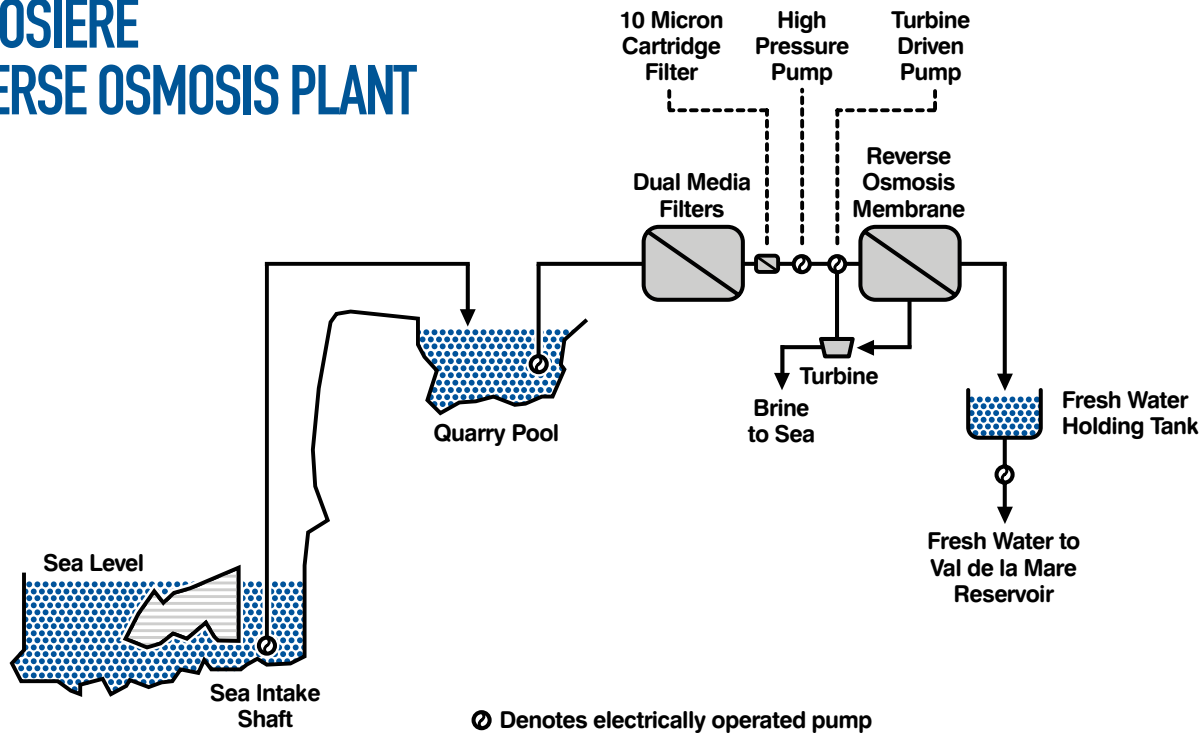 OSIERE
ERSE OSMOSIS PLANT
10 Micron
Cartridge
Filter
High
Pressure
Pump
Turbine
Driven
Pump
Dual Media
Filters
Reverse
Osmosis
Membrane
Turbine
Brine
to Sea
Quarry Pool
Fresh Water
Holding Tank
Fresh Water to
Val de la Mare
Reservoir
Sea Level
Sea Intake
Shaft
Denotes electrically operated pump